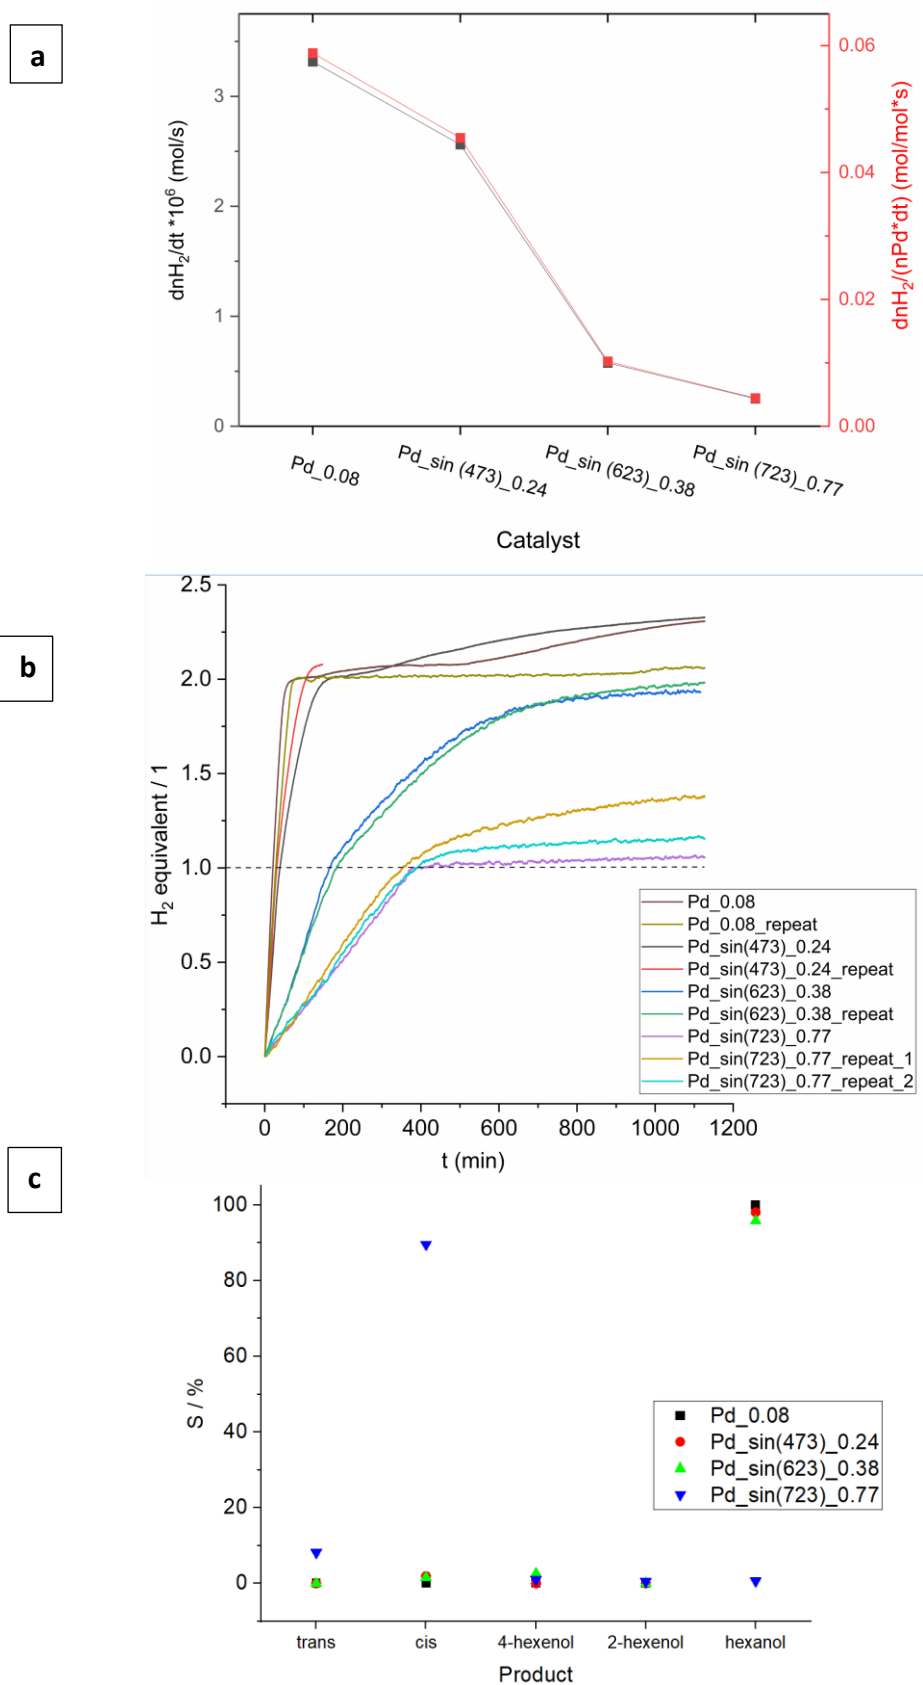 a
dnH₂/dt *10⁶ (mol/s)
3
2
1
0
0.06
0.04
0.02
0.00
dnH₂/(nPd*dt) (mol/mol*s)
Pd_0.08
Pd_sin (473)_0.24
Pd_sin (623)_0.38
Pd_sin (723)_0.77
Catalyst
b
H₂ equivalent / 1
2.5
2.0
1.5
1.0
0.5
0.0
Pd_0.08
Pd_0.08_repeat
Pd_sin(473)_0.24
Pd_sin(473)_0.24_repeat
Pd_sin(623)_0.38
Pd_sin(623)_0.38_repeat
Pd_sin(723)_0.77
Pd_sin(723)_0.77_repeat_1
Pd_sin(723)_0.77_repeat_2
0 200 400 600 800 1000 1200
t (min)
c
S / %
100
80
60
40
20
0
Pd_0.08
Pd_sin(473)_0.24
Pd_sin(623)_0.38
Pd_sin(723)_0.77
trans cis 4-hexenol 2-hexenol hexanol
Product